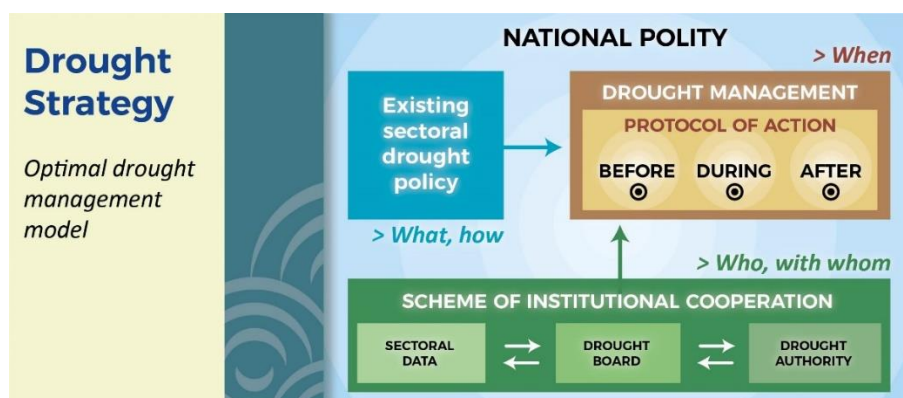 Drought
Strategy
Optimal drought
management
model
NATIONAL POLITY
> When
Existing
sectoral
drought
policy
> What, how
DROUGHT MANAGEMENT
PROTOCOL OF ACTION
BEFORE DURING AFTER
> Who, with whom
SCHEME OF INSTITUTIONAL COOPERATION
SECTORAL
DATA
DROUGHT
BOARD
DROUGHT
AUTHORITY